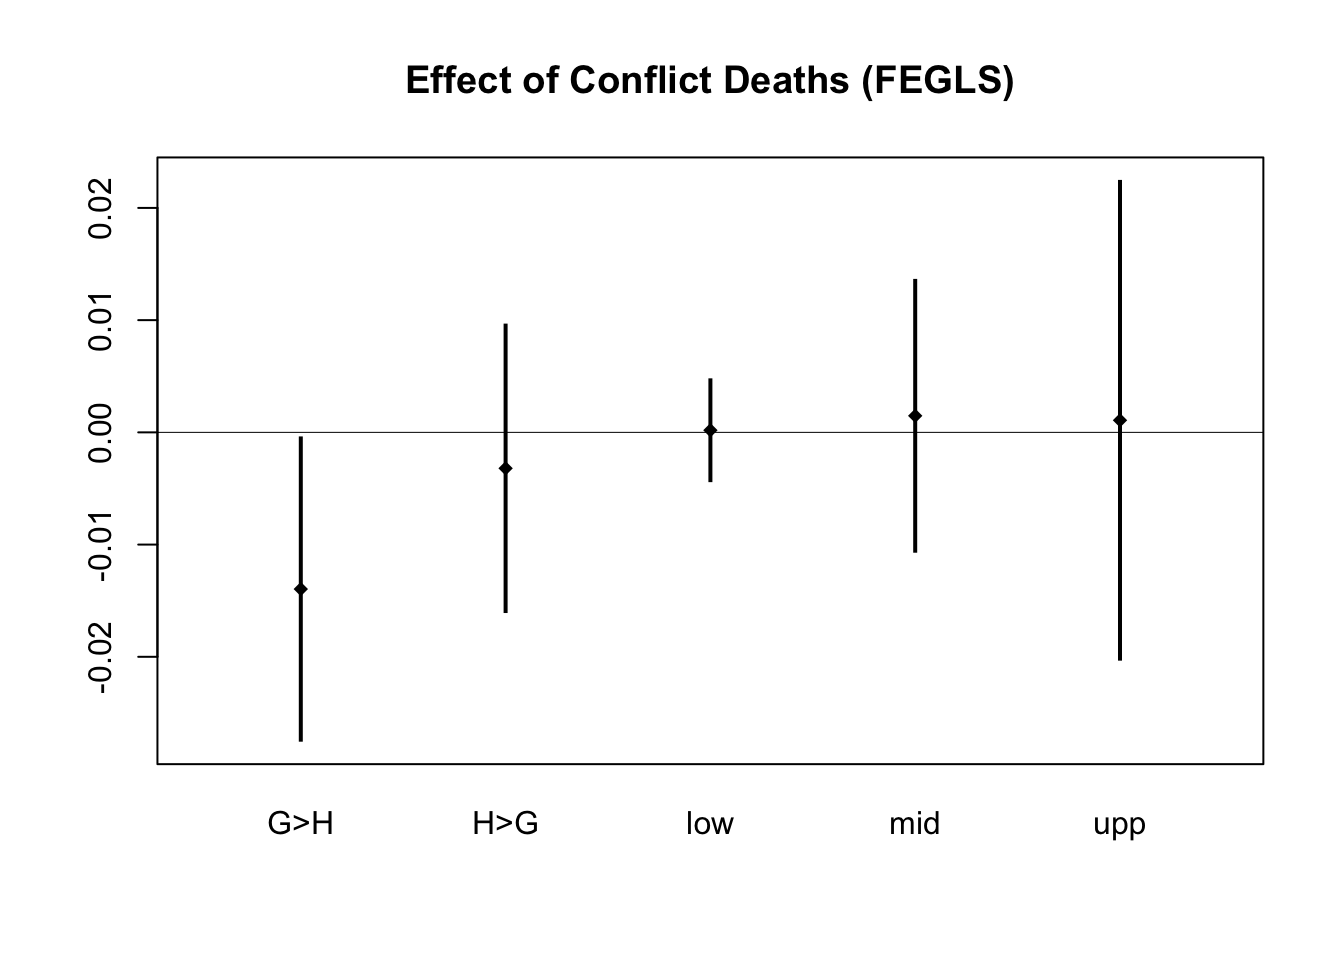 Effect of Conflict Deaths (FEGLS)
0.02
0.01
0.00
-0.01
-0.02
G>H H>G low mid upp